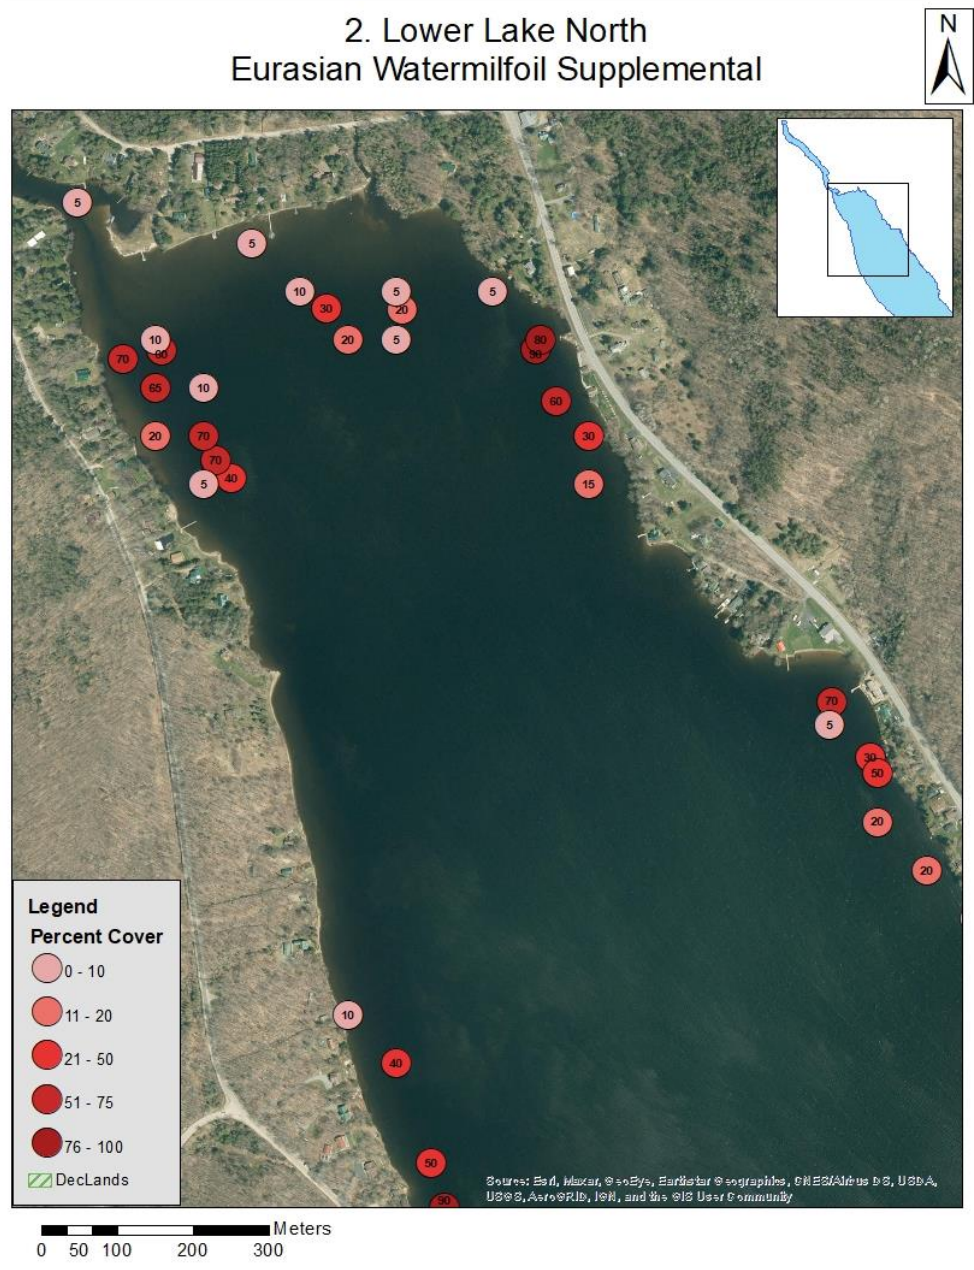 2. Lower Lake North
Eurasian Watermilfoil Supplemental
N
5
5
10
5
5
30
20
20
5
10
80
70
65
10
60
20
70
30
70
40
5
15
70
5
30
50
20
20
10
40
50
90
Legend
Percent Cover
0 - 10
11 - 20
21 - 50
51 - 75
76 - 100
DecLands
Source: Esri, Maxar, GeoEye, Earthstar Geographics, CNES/Airbus DS, USDA,
USGS, AeroGRID, IGN, and the GIS User Community
Meters
0 50 100 200 300